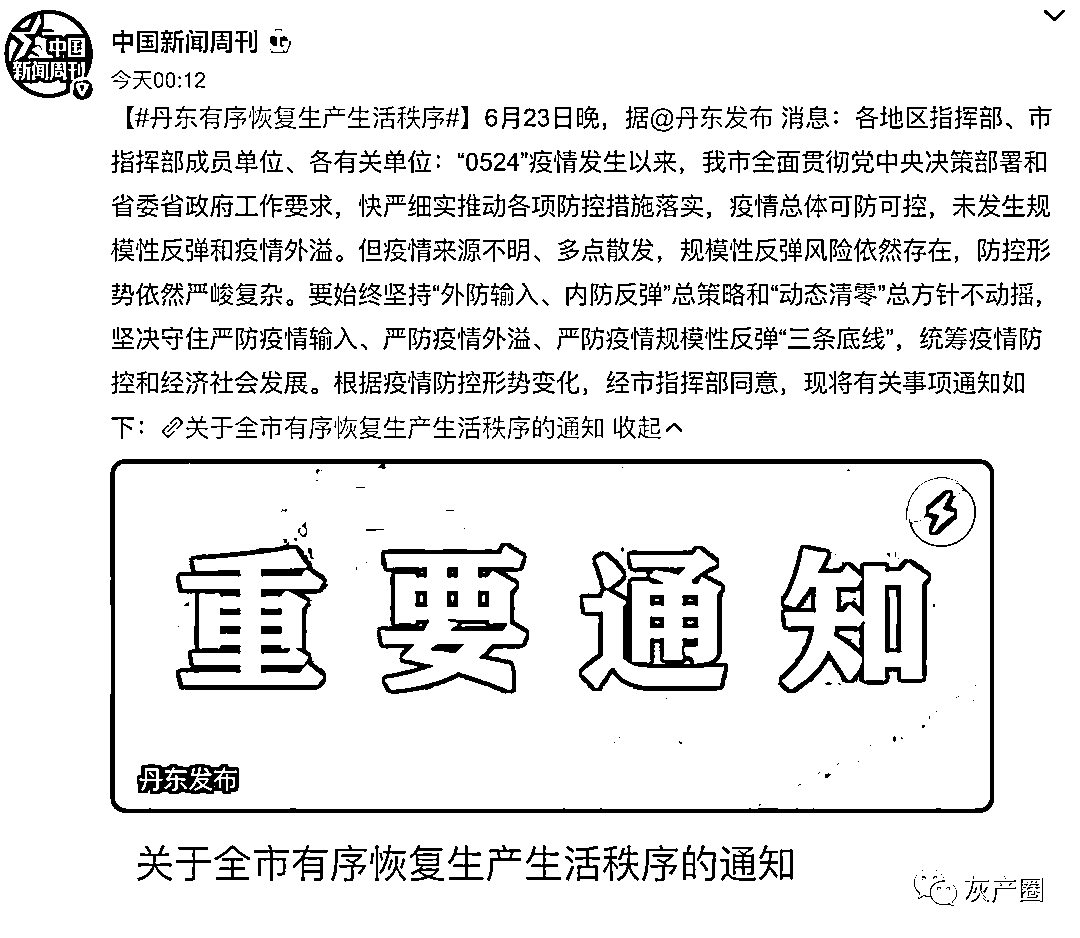 中国新闻周刊
中国
新闻周刊
今天00:12
【#丹东有序恢复生产生活秩序#】6月23日晚，据@丹东发布 消息：各地区指挥部、市
指挥部成员单位、各有关单位：“0524”疫情发生以来，我市全面贯彻党中央决策部署和
省委省政府工作要求，快严细实推动各项防控措施落实，疫情总体可防可控，未发生规
模性反弹和疫情外溢。但疫情来源不明、多点散发，规模性反弹风险依然存在，防控形
势依然严峻复杂。要始终坚持“外防输入、内防反弹”总策略和“动态清零”总方针不动摇，
坚决守住严防疫情输入、严防疫情外溢、严防疫情规模性反弹“三条底线”，统筹疫情防
控和经济社会发展。根据疫情防控形势变化，经市指挥部同意，现将有关事项通知如
下：关于全市有序恢复生产生活秩序的通知 收起
重要通知
丹东发布
关于全市有序恢复生产生活秩序的通知
灰产圈